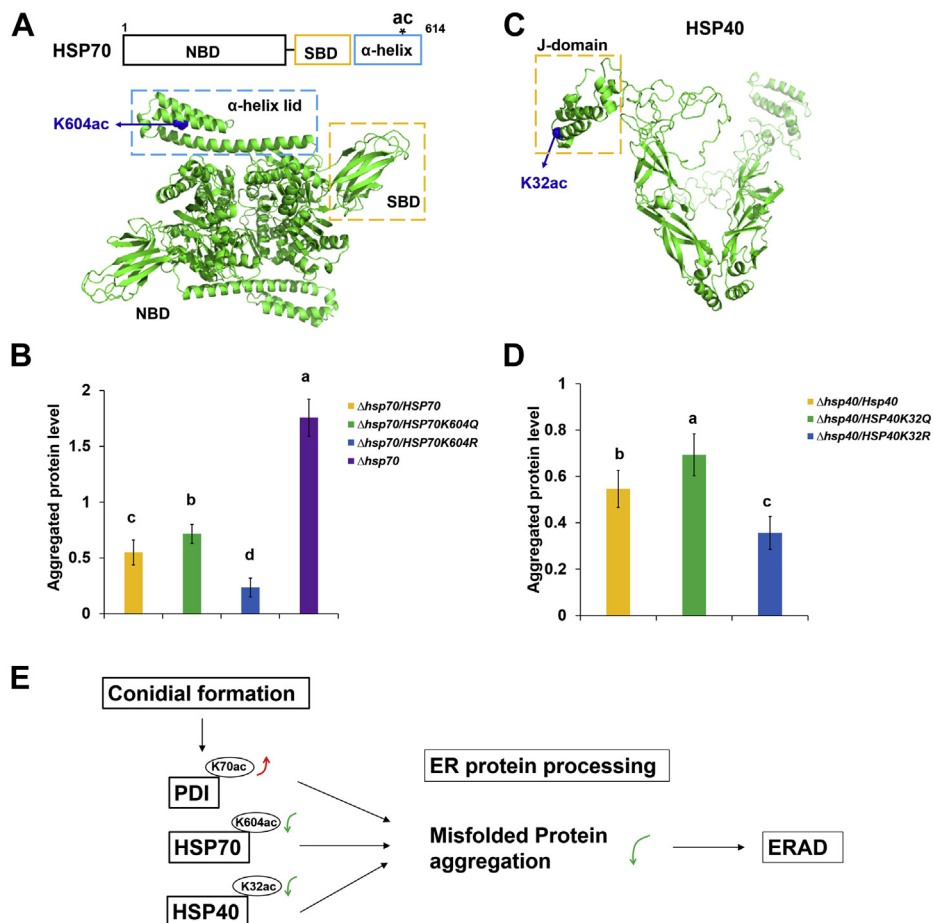 A
1
ac
*
614
HSP70
NBD
SBD
α-helix
α-helix lid
K604ac
SBD
NBD
C
HSP40
J-domain
K32ac
B
Aggregated protein level
2
1.5
1
0.5
0
c
b
d
a
Δhsp70/HSP70
Δhsp70/HSP70K604Q
Δhsp70/HSP70K604R
Δhsp70
D
Aggregated protein level
1
0.8
0.6
0.4
0.2
0
b
a
c
Δhsp40/Hsp40
Δhsp40/HSP40K32Q
Δhsp40/HSP40K32R
E
Conidial formation
K70ac
PDI
K604ac
HSP70
K32ac
HSP40
ER protein processing
Misfolded Protein
aggregation
ERAD